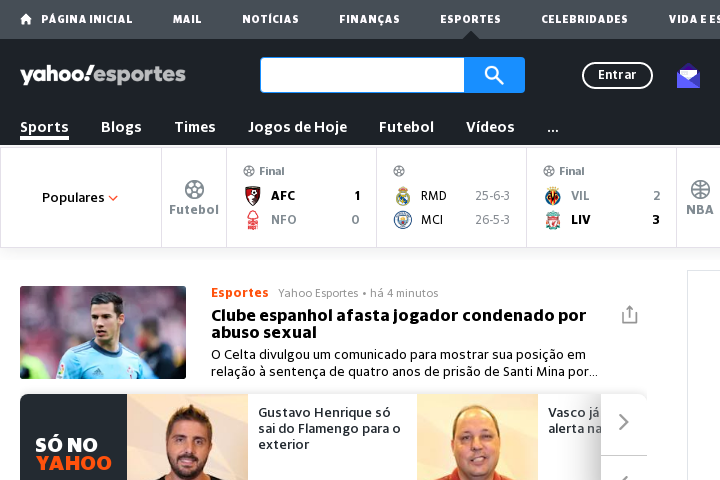 PÁGINA INICIAL MAIL NOTÍCIAS FINANÇAS ESPORTES CELEBRIDADES VIDA E ES
yahoo!esportes
Entrar
Sports Blogs Times Jogos de Hoje Futebol Vídeos ...
Populares
Futebol
Final
AFC 1
NFO 0
RMD 25-6-3
MCI 26-5-3
Final
VIL 2
LIV 3
NBA
Esportes Yahoo Esportes • há 4 minutos
Clube espanhol afasta jogador condenado por
abuso sexual
O Celta divulgou um comunicado para mostrar sua posição em
relação à sentença de quatro anos de prisão de Santi Mina por...
SÓ NO
YAHOO
Gustavo Henrique só
sai do Flamengo para o
exterior
Vasco já
alerta na